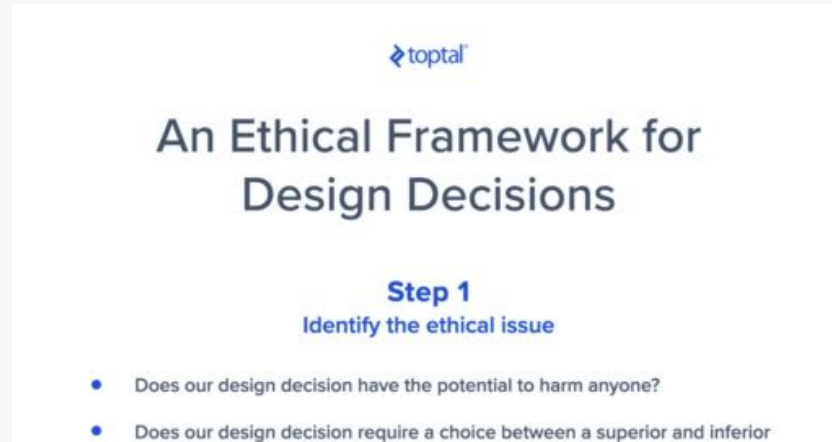 toptal
An Ethical Framework for
Design Decisions
Step 1
Identify the ethical issue
Does our design decision have the potential to harm anyone?
Does our design decision require a choice between a superior and inferior